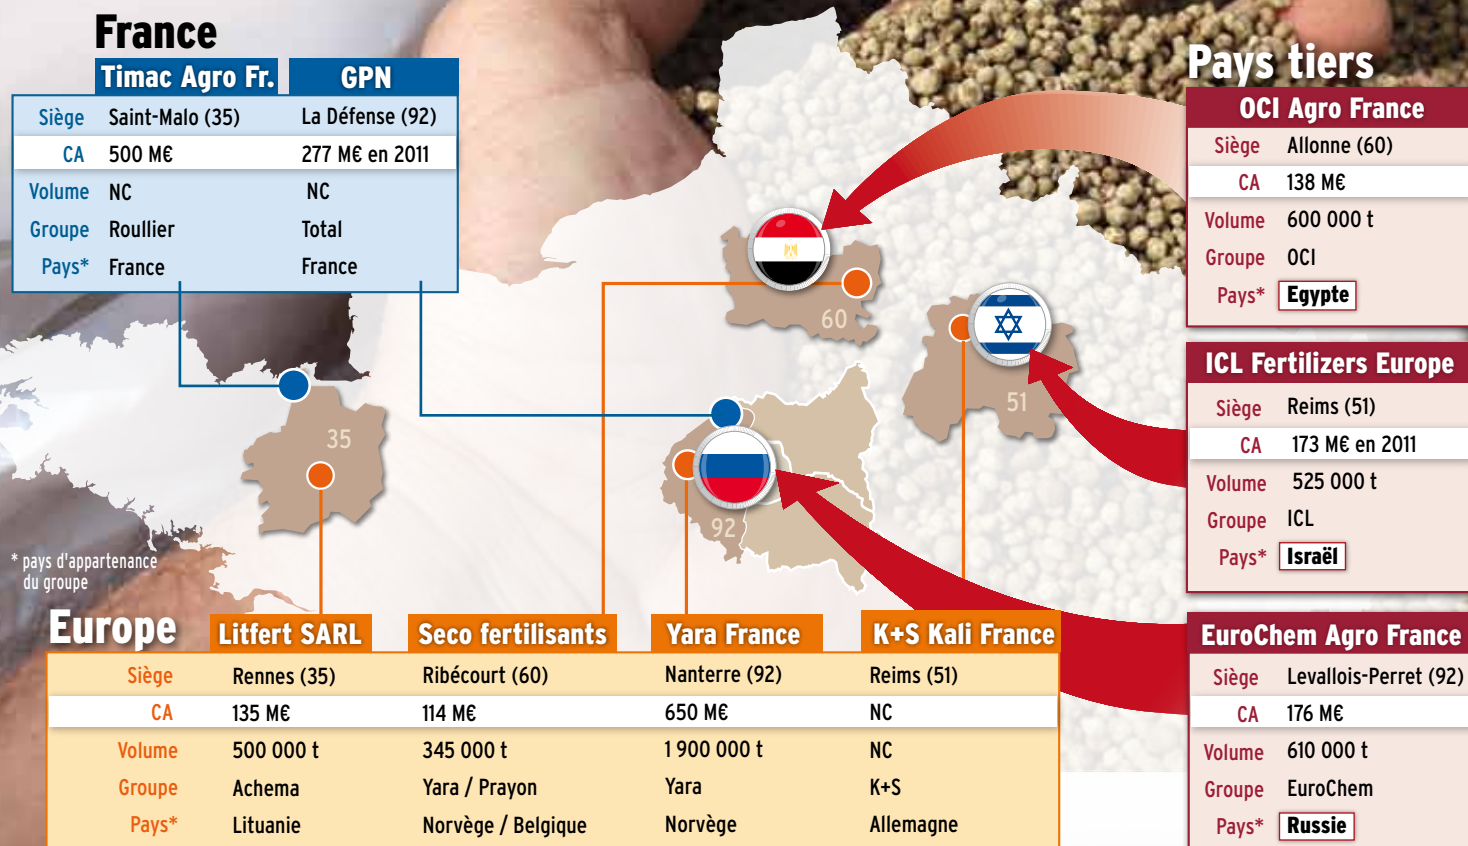 France
Timac Agro Fr. GPN
Siège Saint-Malo (35) La Défense (92)
CA 500 M€ 277 M€ en 2011
Volume NC NC
Groupe Roullier Total
Pays* France France
Pays tiers
OCI Agro France
Siège Allonne (60)
CA 138 M€
Volume 600 000 t
Groupe OCI
Pays* Egypte
ICL Fertilizers Europe
Siège Reims (51)
CA 173 M€ en 2011
Volume 525 000 t
Groupe ICL
Pays* Israël
EuroChem Agro France
Siège Levallois-Perret (92)
CA 176 M€
Volume 610 000 t
Groupe EuroChem
Pays* Russie
60
51
35
92
* pays d'appartenance
du groupe
Europe
Litfert SARL Seco fertilisants Yara France K+S Kali France
Siège Rennes (35) Ribécourt (60) Nanterre (92) Reims (51)
CA 135 M€ 114 M€ 650 M€ NC
Volume 500 000 t 345 000 t 1 900 000 t NC
Groupe Achema Yara / Prayon Yara K+S
Pays* Lituanie Norvège / Belgique Norvège Allemagne